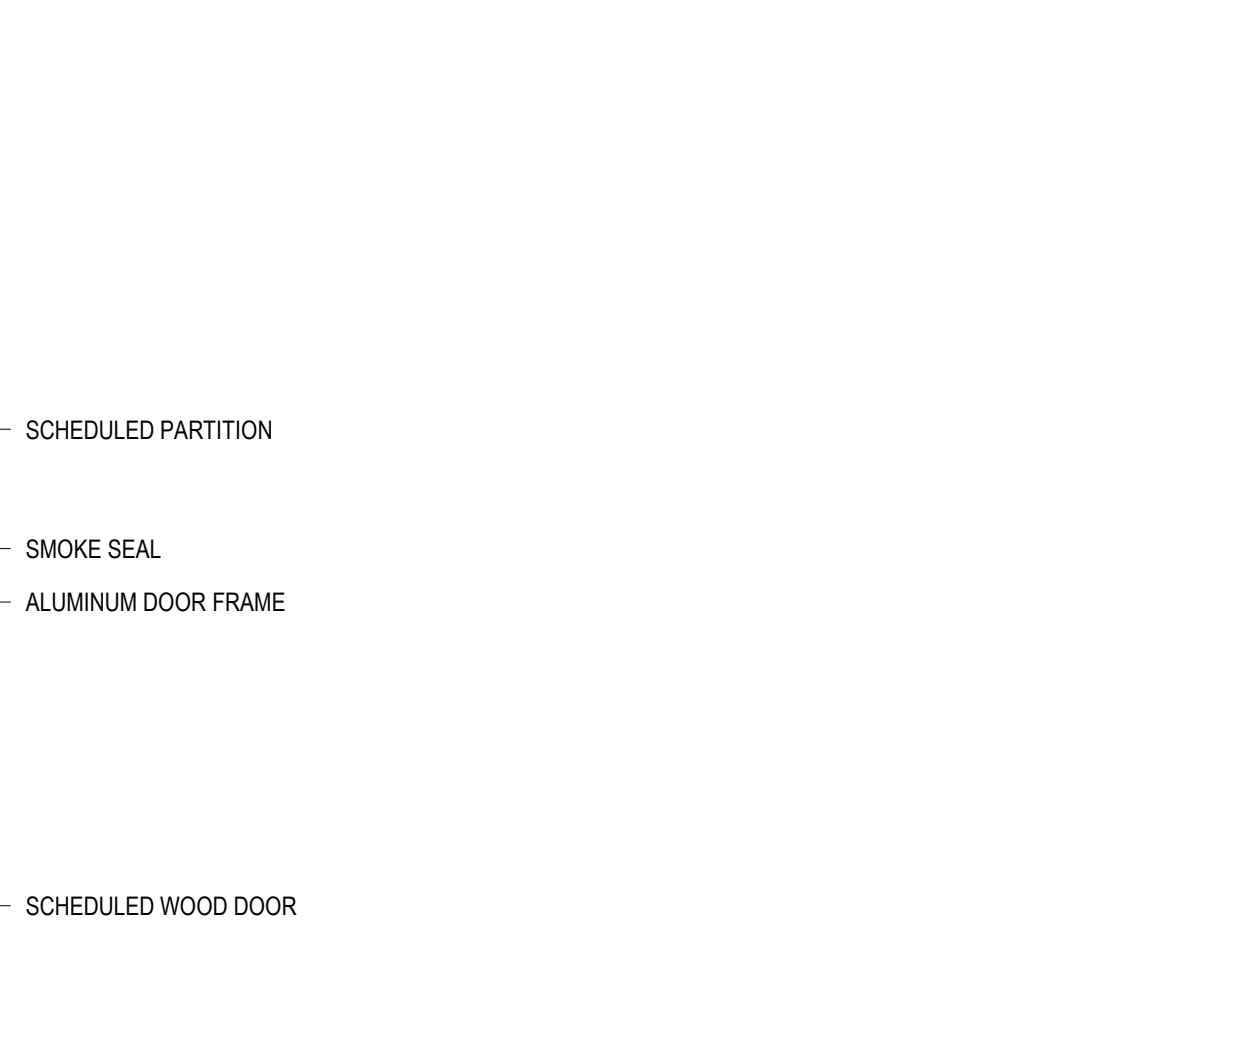 SCHEDULED PARTITION
SMOKE SEAL
ALUMINUM DOOR FRAME
SCHEDULED WOOD DOOR